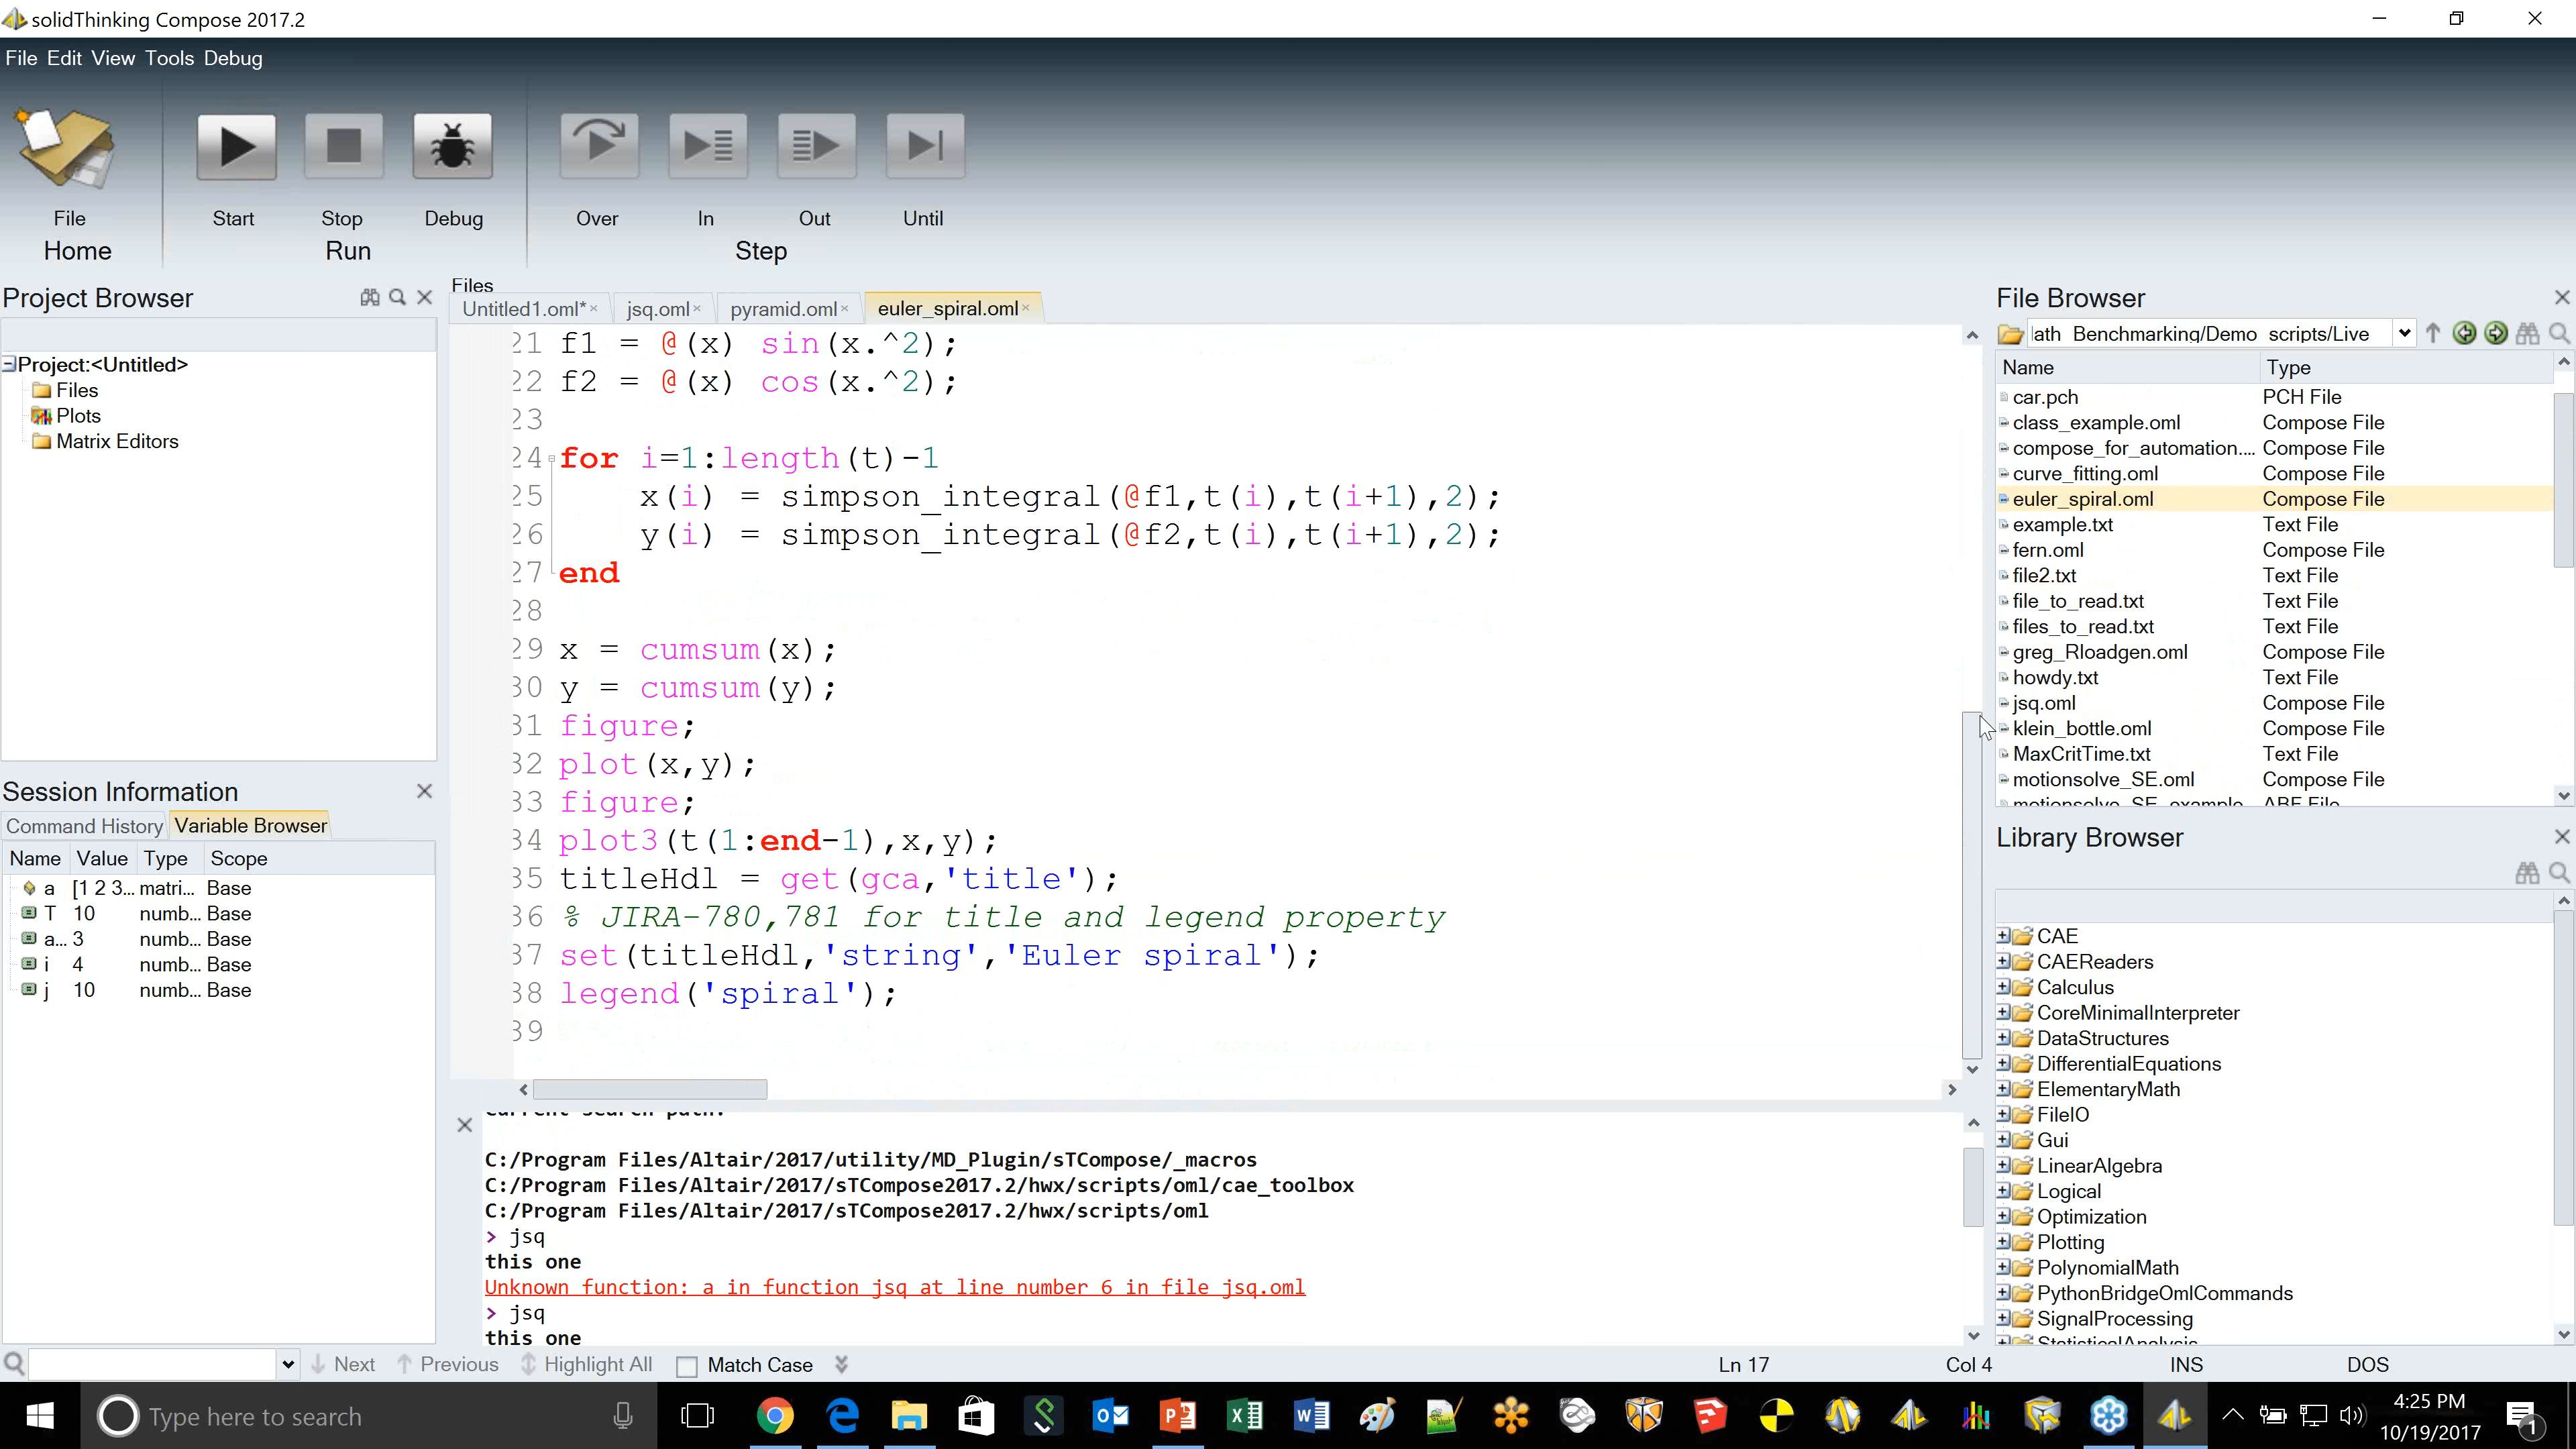 solidThinking Compose 2017.2
File Edit View Tools Debug
File Start Stop Debug Over In Out Until
Home Run Step
Project Browser
Project:<Untitled>
Files
Plots
Matrix Editors
Session Information
Command History Variable Browser
Name Value Type Scope
a [1 2 3... matri... Base
T 10 numb... Base
a... 3 numb... Base
i 4 numb... Base
j 10 numb... Base
Files
Untitled1.oml* jsq.oml pyramid.oml euler_spiral.oml
21 f1 = @(x) sin(x.^2);
22 f2 = @(x) cos(x.^2);
23
24 for i=1:length(t)-1
25 x(i) = simpson_integral(@f1,t(i),t(i+1),2);
26 y(i) = simpson_integral(@f2,t(i),t(i+1),2);
27 end
28
29 x = cumsum(x);
30 y = cumsum(y);
31 figure;
32 plot(x,y);
33 figure;
34 plot3(t(1:end-1),x,y);
35 titleHdl = get(gca,'title');
36 % JIRA-780,781 for title and legend property
37 set(titleHdl,'string','Euler spiral');
38 legend('spiral');
39
C:/Program Files/Altair/2017/utility/MD_Plugin/sTCompose/_macros
C:/Program Files/Altair/2017/sTCompose2017.2/hwx/scripts/oml/cae_toolbox
C:/Program Files/Altair/2017/sTCompose2017.2/hwx/scripts/oml
> jsq
this one
Unknown function: a in function jsq at line number 6 in file jsq.oml
> jsq
this one
File Browser
lath Benchmarking/Demo scripts/Live
Name Type
car.pch PCH File
class_example.oml Compose File
compose_for_automation.... Compose File
curve_fitting.oml Compose File
euler_spiral.oml Compose File
example.txt Text File
fern.oml Compose File
file2.txt Text File
file_to_read.txt Text File
files_to_read.txt Text File
greg_Rloadgen.oml Compose File
howdy.txt Text File
jsq.oml Compose File
klein_bottle.oml Compose File
MaxCritTime.txt Text File
motionsolve_SE.oml Compose File
Library Browser
CAE
CAEReaders
Calculus
CoreMinimalInterpreter
DataStructures
DifferentialEquations
ElementaryMath
FileIO
Gui
LinearAlgebra
Logical
Optimization
Plotting
PolynomialMath
PythonBridgeOmlCommands
SignalProcessing
Next Previous Highlight All Match Case Ln 17 Col 4 INS DOS
Type here to search
4:25 PM
10/19/2017
1